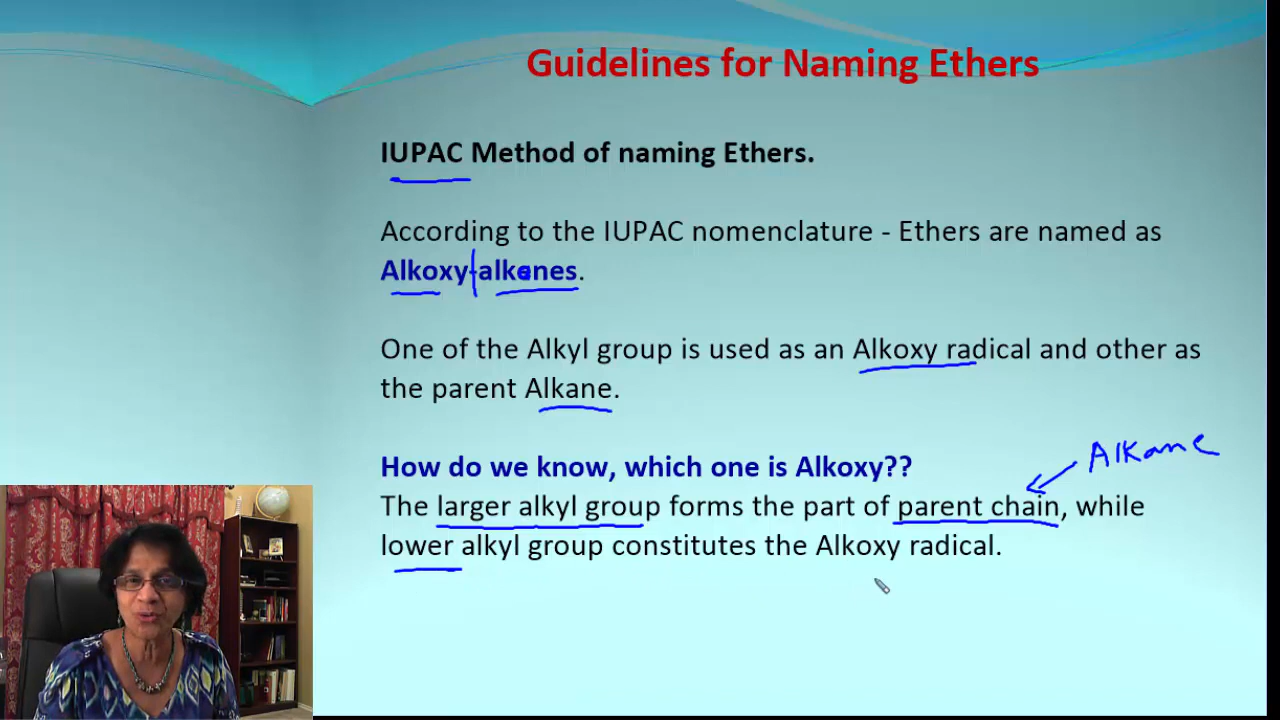 Guidelines for Naming Ethers
IUPAC Method of naming Ethers.
According to the IUPAC nomenclature - Ethers are named as
Alkoxy-alkanes.
One of the Alkyl group is used as an Alkoxy radical and other as
the parent Alkane.
Alkane
How do we know, which one is Alkoxy??
The larger alkyl group forms the part of parent chain, while
lower alkyl group constitutes the Alkoxy radical.